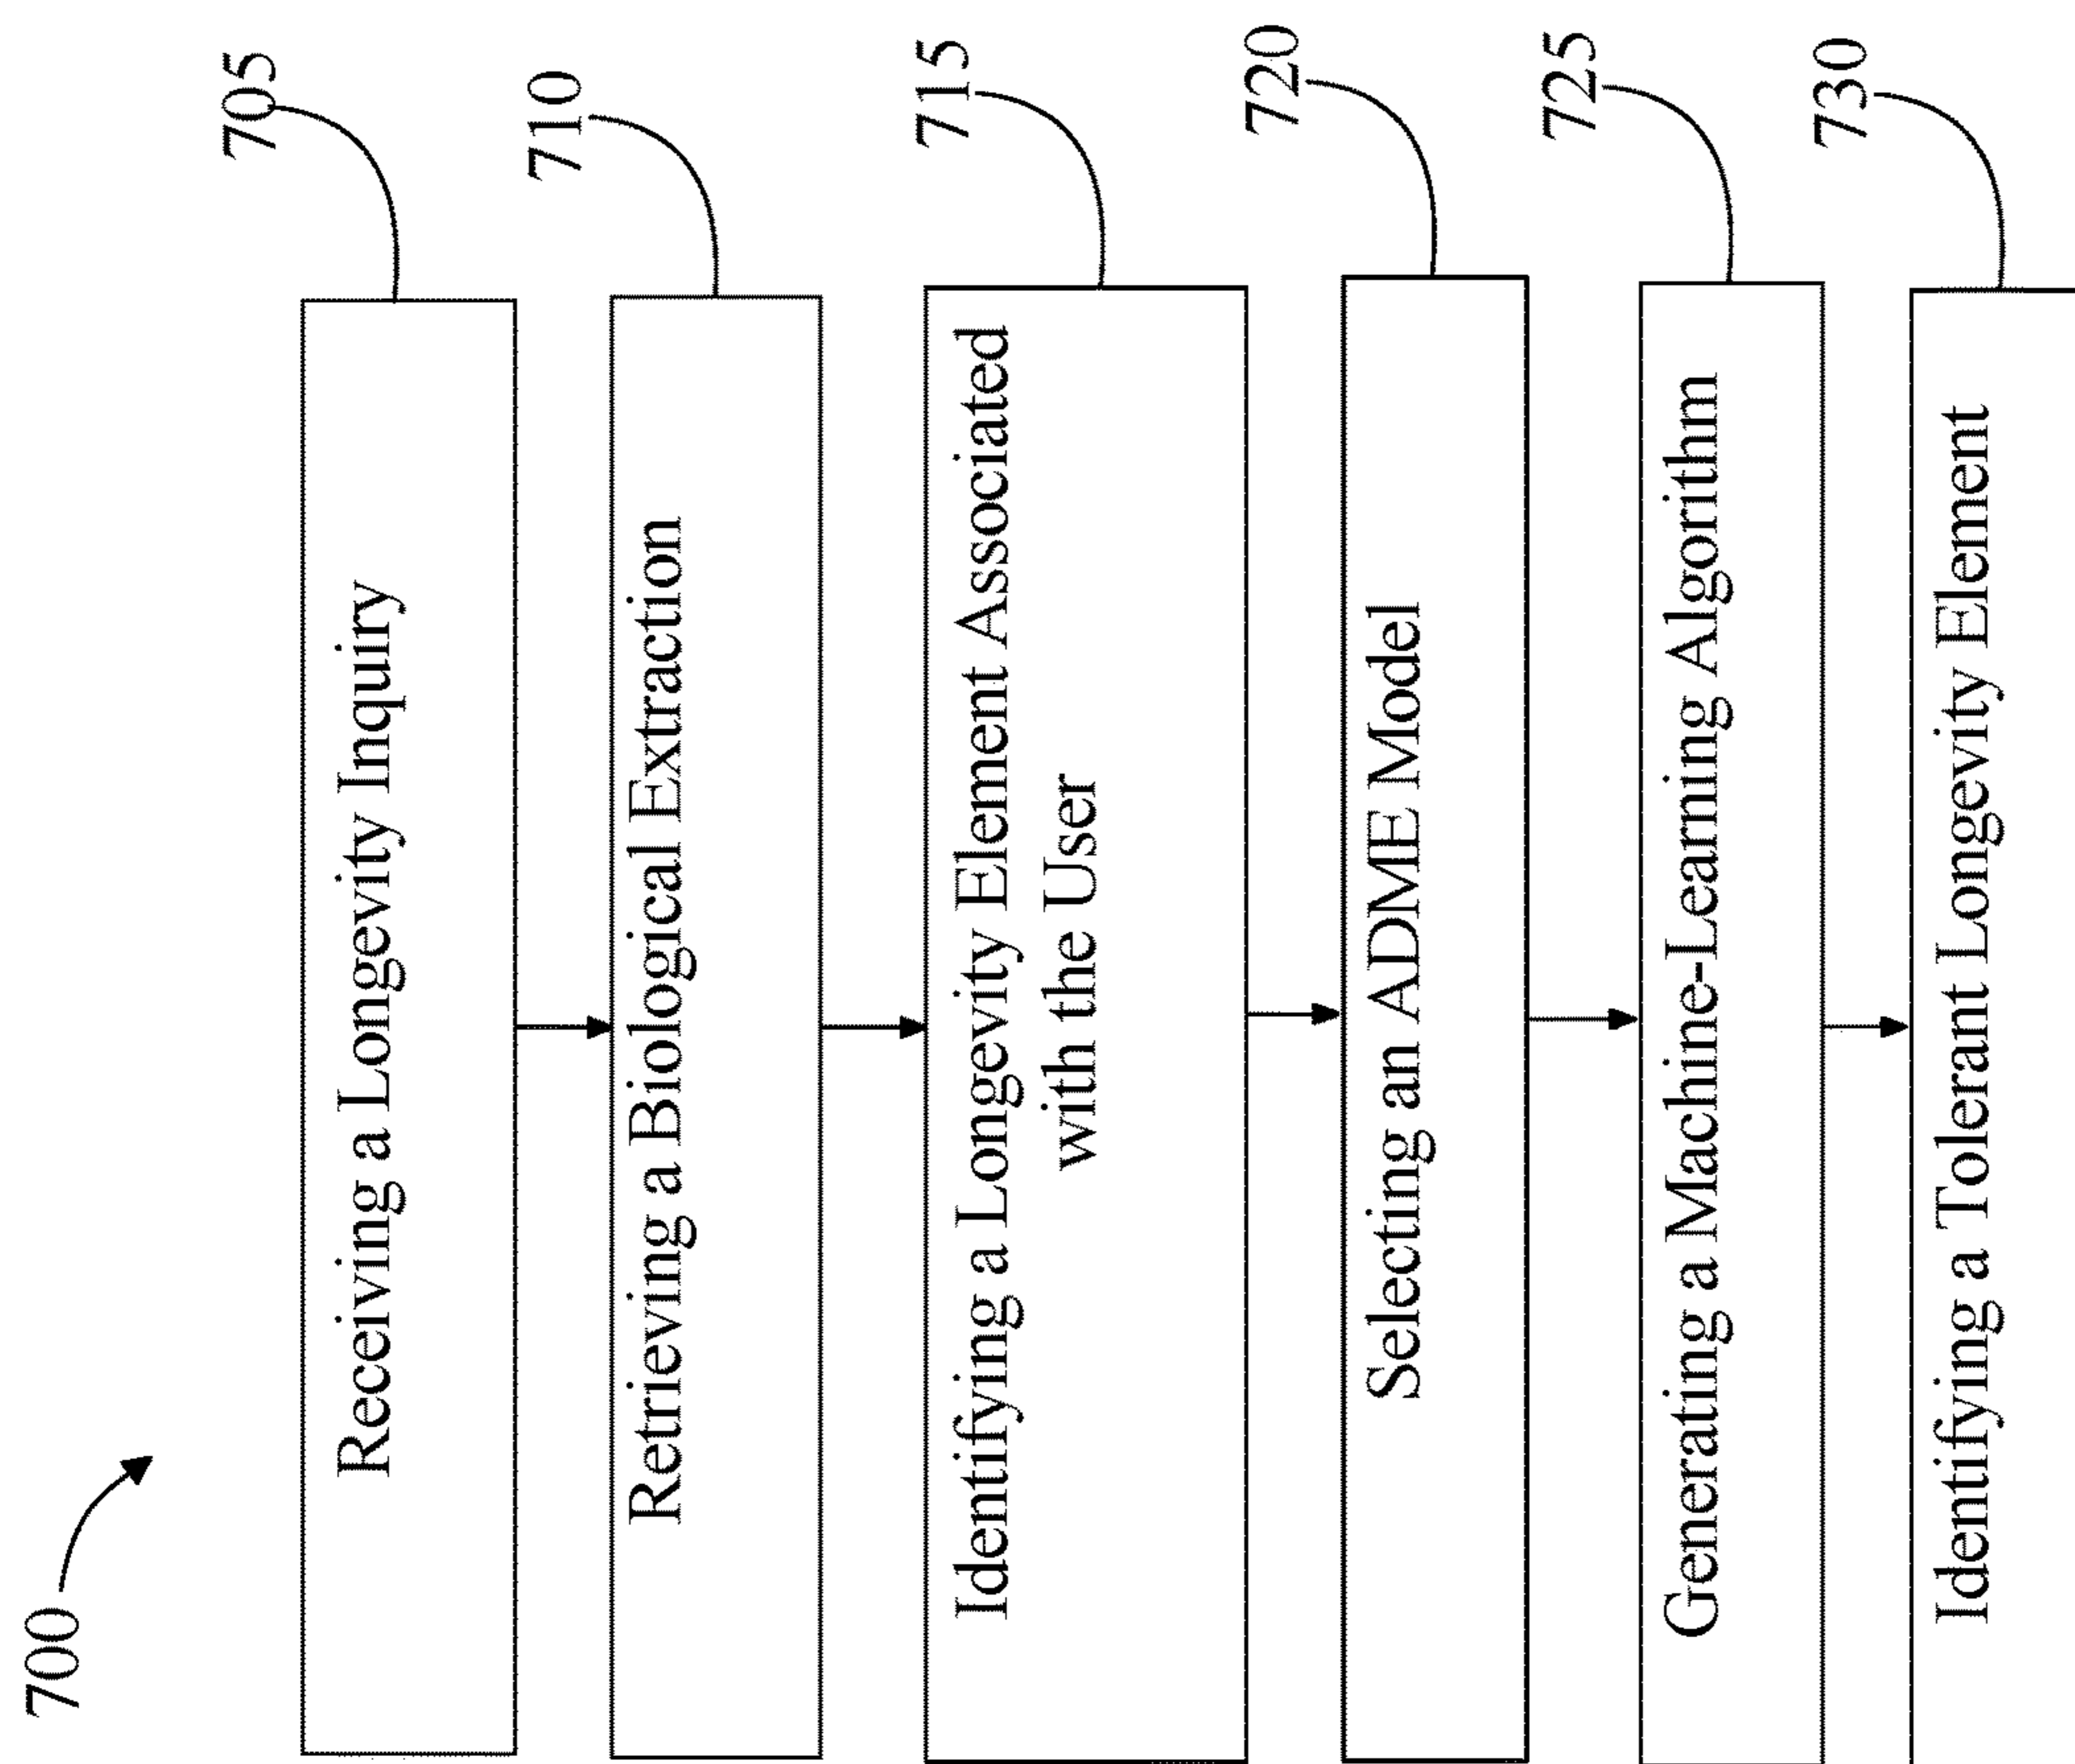 700
705
Receiving a Longevity Inquiry
710
Retrieving a Biological Extraction
715
Identifying a Longevity Element Associated
with the User
720
Selecting an ADME Model
725
Generating a Machine-Learning Algorithm
730
Identifying a Tolerant Longevity Element